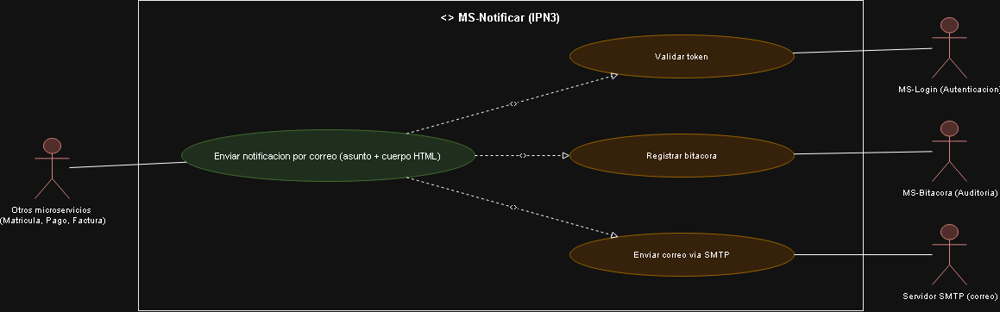 <> MS-Notificar (IPN3)
Validar token
MS-Login (Autenticacion)
Enviar notificacion por correo (asunto + cuerpo HTML)
<>
<>
<>
Registrar bitacora
MS-Bitacora (Auditoria)
Otros microservicios
(Matricula, Pago, Factura)
Enviar correo via SMTP
Servidor SMTP (correo)